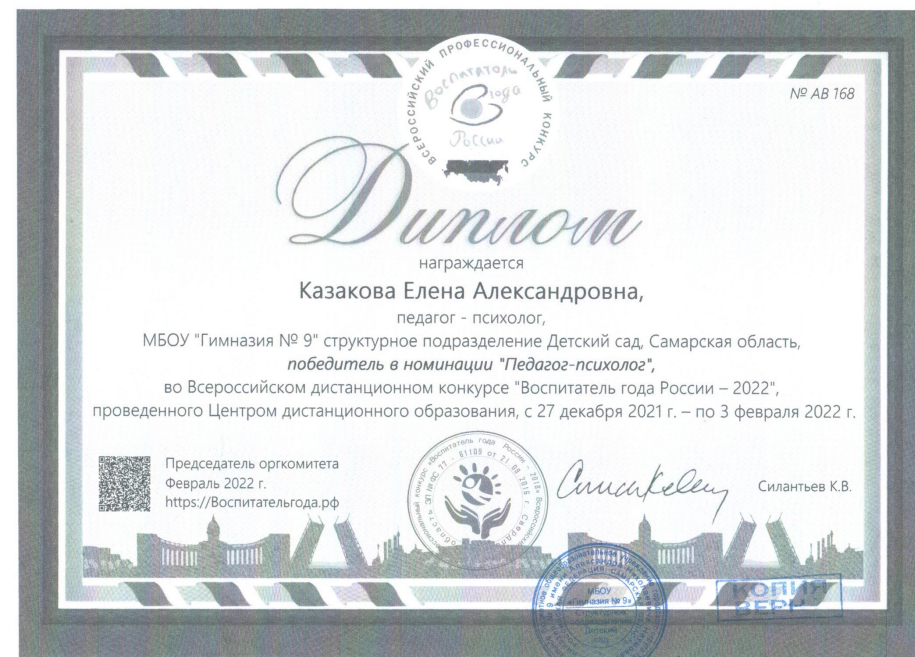 ВСЕРОССИЙСКИЙ ПРОФЕССИОНАЛЬНЫЙ КОНКУРС
Воспитатель
года
России
№ АВ 168
Диплом
награждается
Казакова Елена Александровна,
педагог - психолог,
МБОУ "Гимназия № 9" структурное подразделение Детский сад, Самарская область,
победитель в номинации "Педагог-психолог",
во Всероссийском дистанционном конкурсе "Воспитатель года России – 2022",
проведенного Центром дистанционного образования, с 27 декабря 2021 г. – по 3 февраля 2022 г.
Председатель оргкомитета
Февраль 2022 г.
https://Воспитательгода.рф
Силантьев К.В.
МБОУ
«Гимназия № 9»
Детский
КОПИЯ